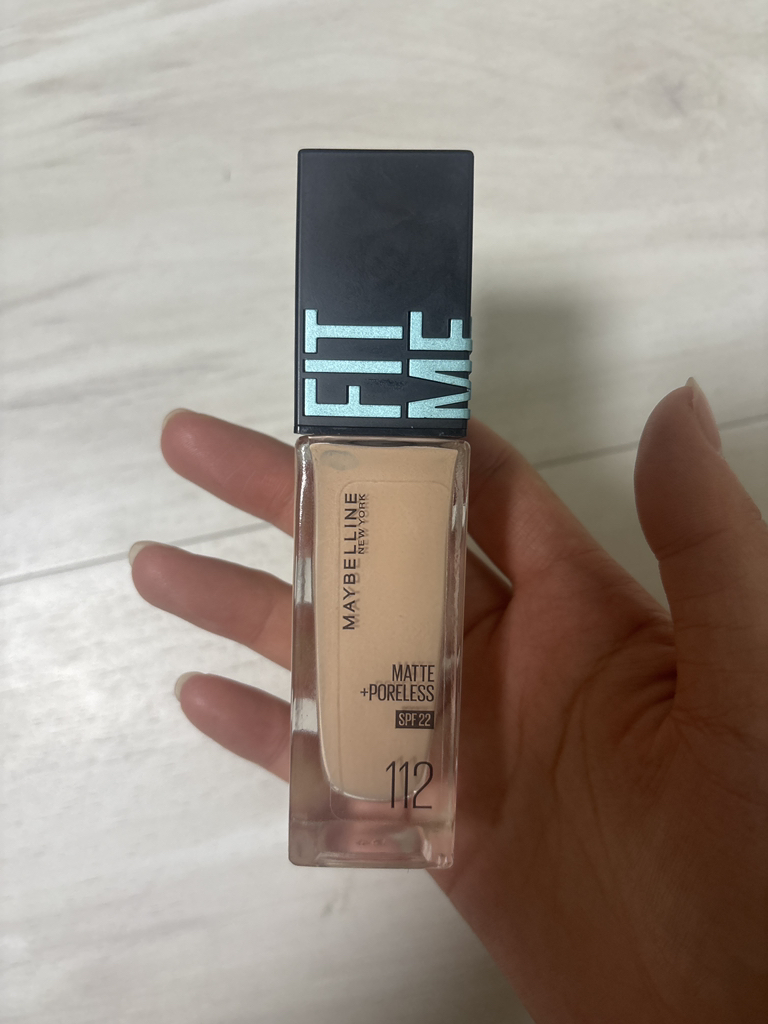 FIT
ME
MAYBELLINE
NEW YORK
MATTE
+PORELESS
SPF 22
112